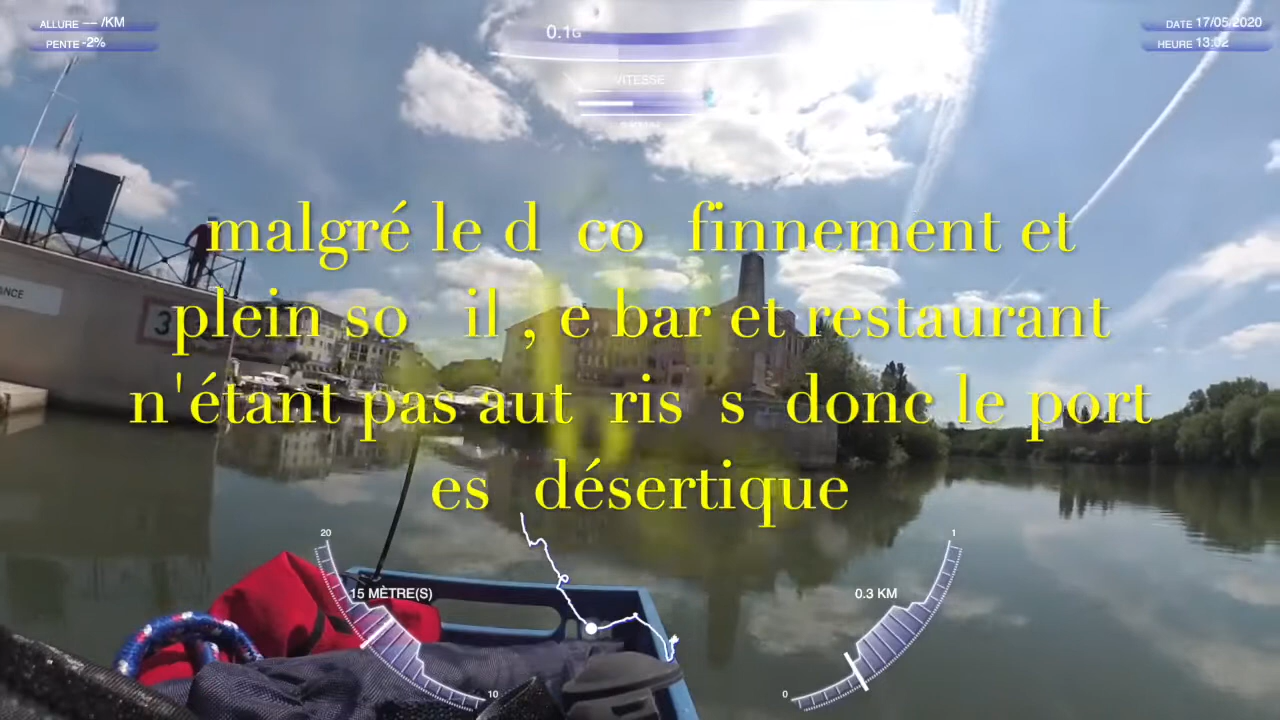 ALLURE --- /KM
PENTE -2%
0.1G
VITESSE
DATE 17/05/2020
HEURE 13:02
ANCE
3
malgré le d co finnement et
plein so il , e bar et restaurant
n'étant pas aut ris s donc le port
es désertique
20
15 MÈTRE(S)
10
1
0.3 KM
0